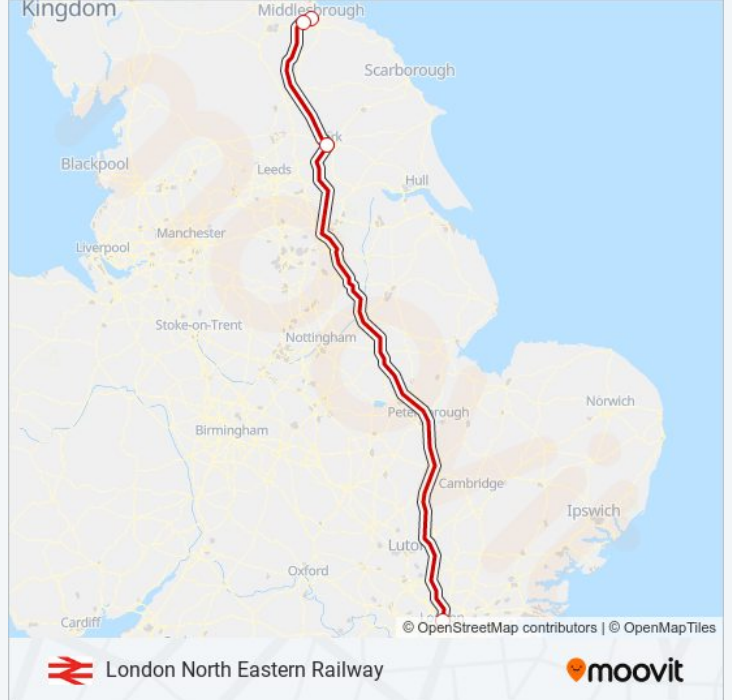 Kingdom
Middlesbrough
Scarborough
Blackpool
Leeds
Hull
Manchester
Liverpool
Stoke-on-Trent
Nottingham
Norwich
Peterborough
Birmingham
Cambridge
Ipswich
Luton
Oxford
London
Cardiff
© OpenStreetMap contributors | © OpenMapTiles
London North Eastern Railway
moovit